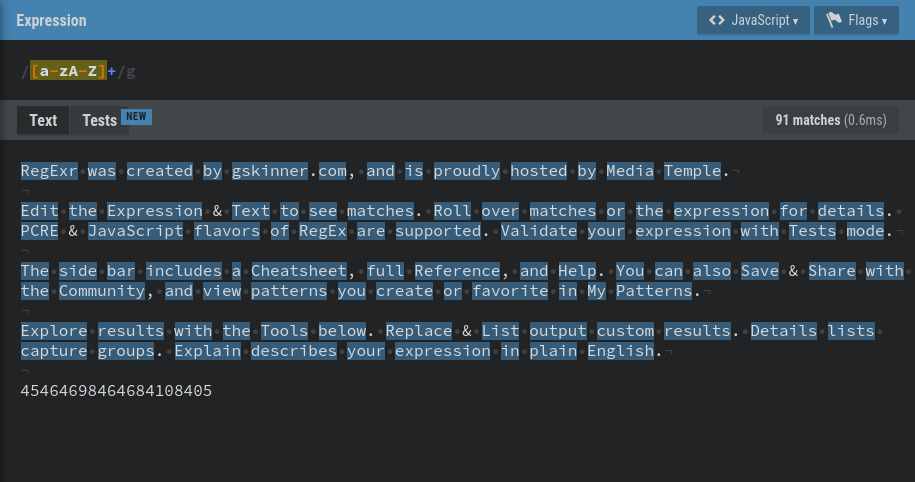 Expression
<> JavaScript ▾
Flags ▾
/[a-zA-Z]+/g
Text
Tests
NEW
91 matches (0.6ms)
RegExr was created by gskinner.com, and is proudly hosted by Media Temple.
Edit the Expression & Text to see matches. Roll over matches or the expression for details.
PCRE & JavaScript flavors of RegEx are supported. Validate your expression with Tests mode.
The side bar includes a Cheatsheet, full Reference, and Help. You can also Save & Share with
the Community, and view patterns you create or favorite in My Patterns.
Explore results with the Tools below. Replace & List output custom results. Details lists
capture groups. Explain describes your expression in plain English.
45464698464684108405